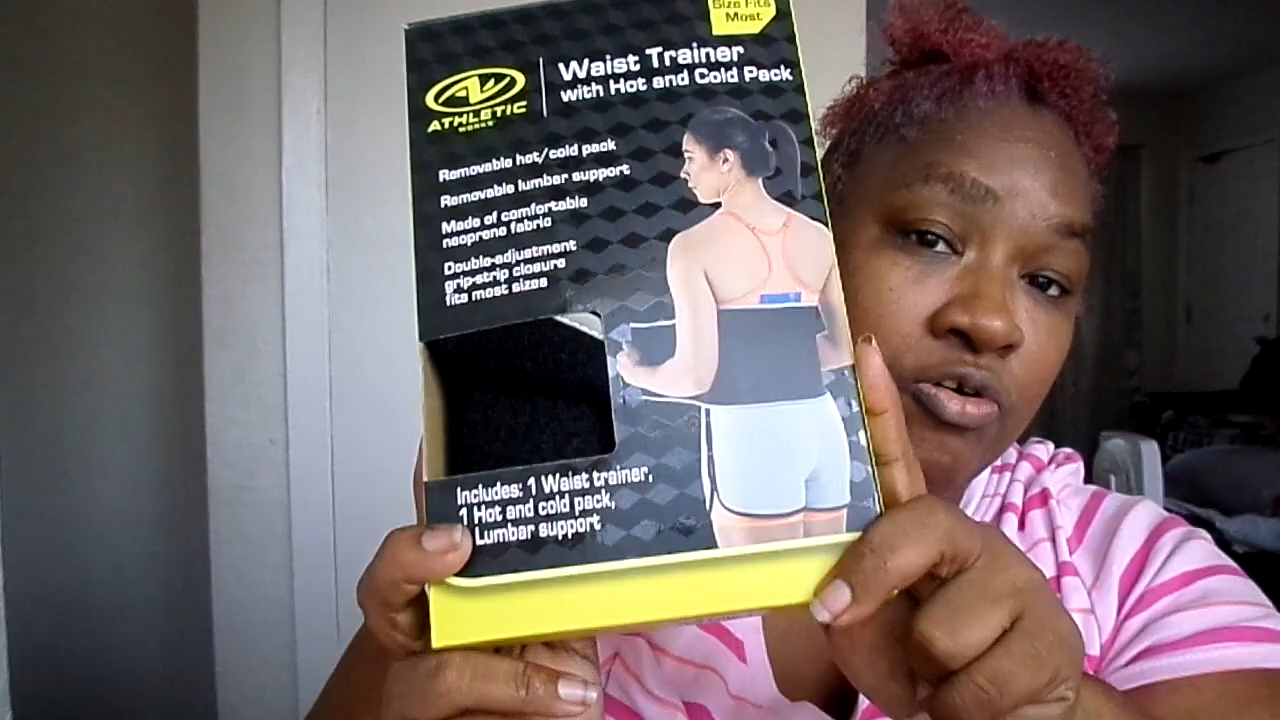 Size Fits
Most
ATHLETIC
WORKS
Waist Trainer
with Hot and Cold Pack
Removable hot/cold pack
Removable lumbar support
Made of comfortable
neoprene fabric
Double-adjustment
grip-strip closure
fits most sizes
Includes: 1 Waist trainer,
1 Hot and cold pack,
Lumbar support